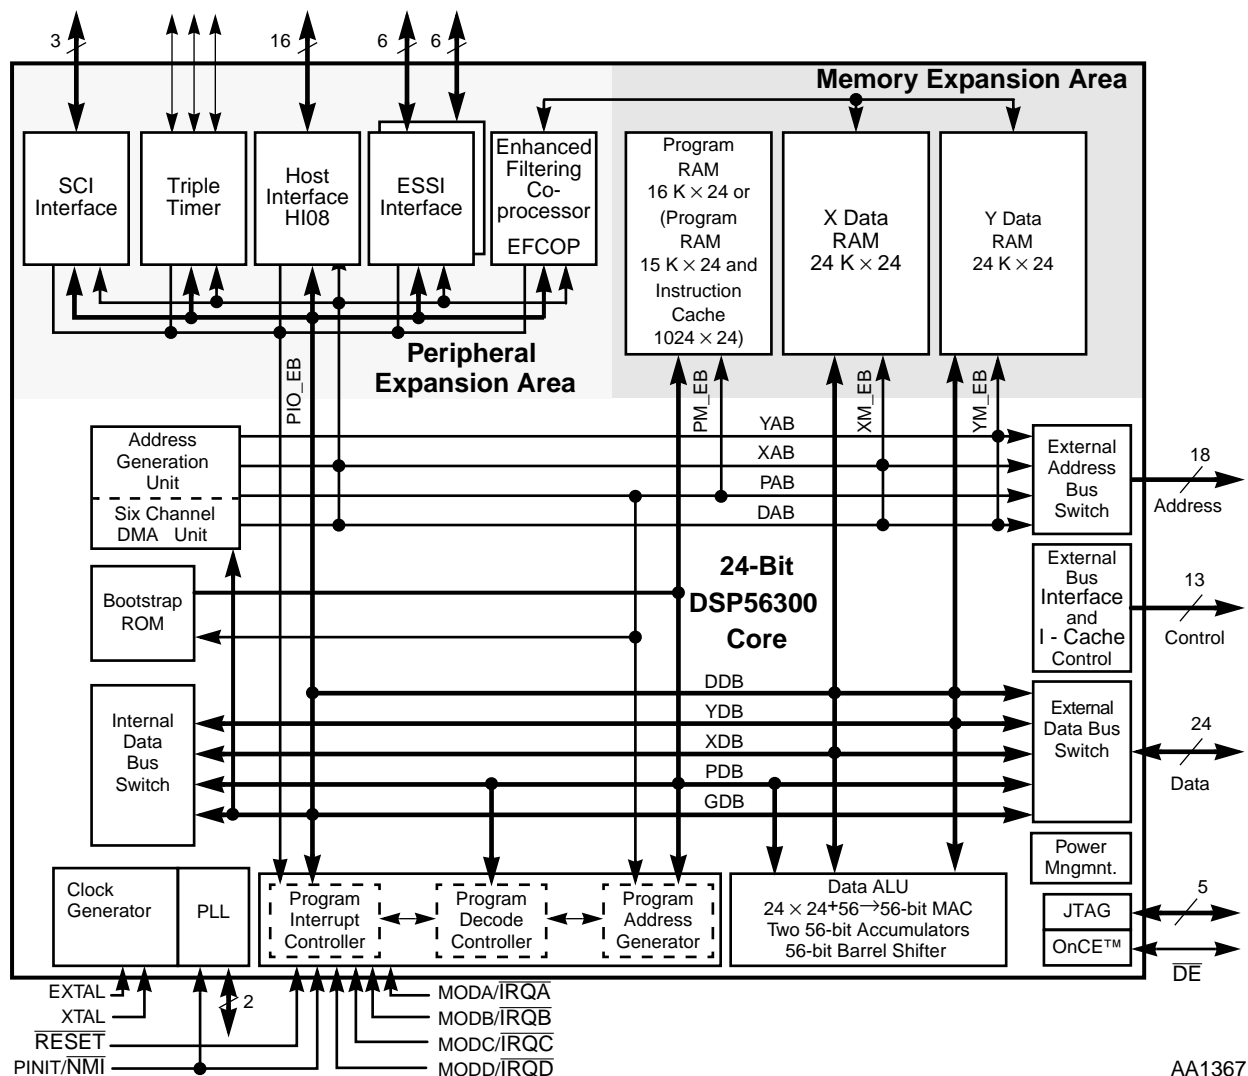 3
16
6
6
Memory Expansion Area
SCI
Interface
Triple
Timer
Host
Interface
HI08
ESSI
Interface
Enhanced
Filtering
Co-
processor
EFCOP
Program
RAM
16 K × 24 or
(Program
RAM
15 K × 24 and
Instruction
Cache
1024 × 24)
X Data
RAM
24 K × 24
Y Data
RAM
24 K × 24
Peripheral
Expansion Area
PIO_EB
PM_EB
XM_EB
YM_EB
Address
Generation
Unit
Six Channel
DMA Unit
YAB
XAB
PAB
DAB
External
Address
Bus
Switch
18
Address
Bootstrap
ROM
24-Bit
DSP56300
Core
External
Bus
Interface
and
I - Cache
Control
13
Control
Internal
Data
Bus
Switch
DDB
YDB
XDB
PDB
GDB
External
Data Bus
Switch
24
Data
Power
Mngmnt.
Clock
Generator
PLL
Program
Interrupt
Controller
Program
Decode
Controller
Program
Address
Generator
Data ALU
24 × 24+56→56-bit MAC
Two 56-bit Accumulators
56-bit Barrel Shifter
JTAG
OnCE™
5
DE
EXTAL
XTAL
RESET
PINIT/NMI
2
MODA/IRQA
MODB/IRQB
MODC/IRQC
MODD/IRQD
AA1367